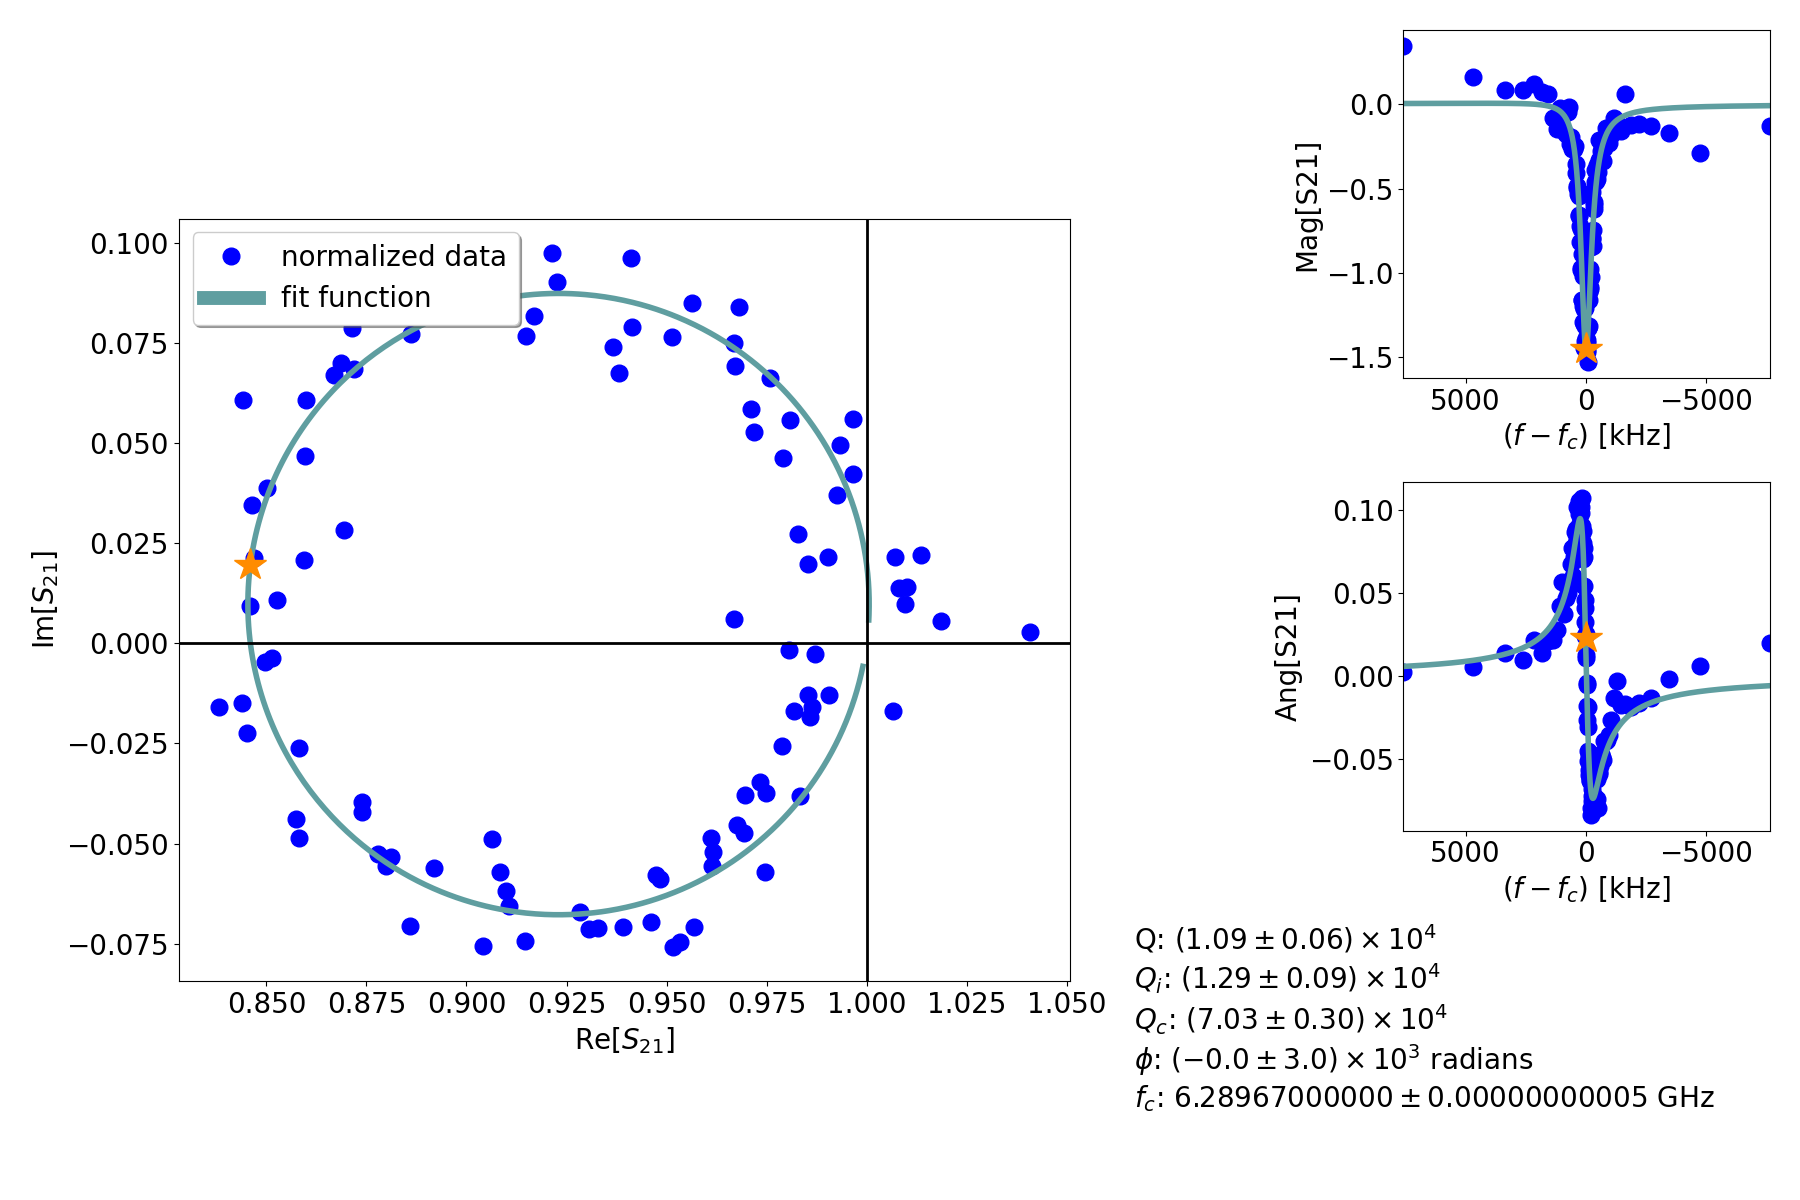 normalized data
fit function
0.100
0.075
0.050
0.025
0.000
−0.025
−0.050
−0.075
Im[S21]
0.850 0.875 0.900 0.925 0.950 0.975 1.000 1.025 1.050
Re[S21]
0.0
−0.5
−1.0
−1.5
Mag[S21]
5000 0 −5000
(f − fc) [kHz]
0.10
0.05
0.00
−0.05
Ang[S21]
5000 0 −5000
(f − fc) [kHz]
Q: (1.09 ± 0.06) × 10^4
Qi: (1.29 ± 0.09) × 10^4
Qc: (7.03 ± 0.30) × 10^4
ϕ: (−0.0 ± 3.0) × 10^3 radians
fc: 6.28967000000 ± 0.00000000005 GHz